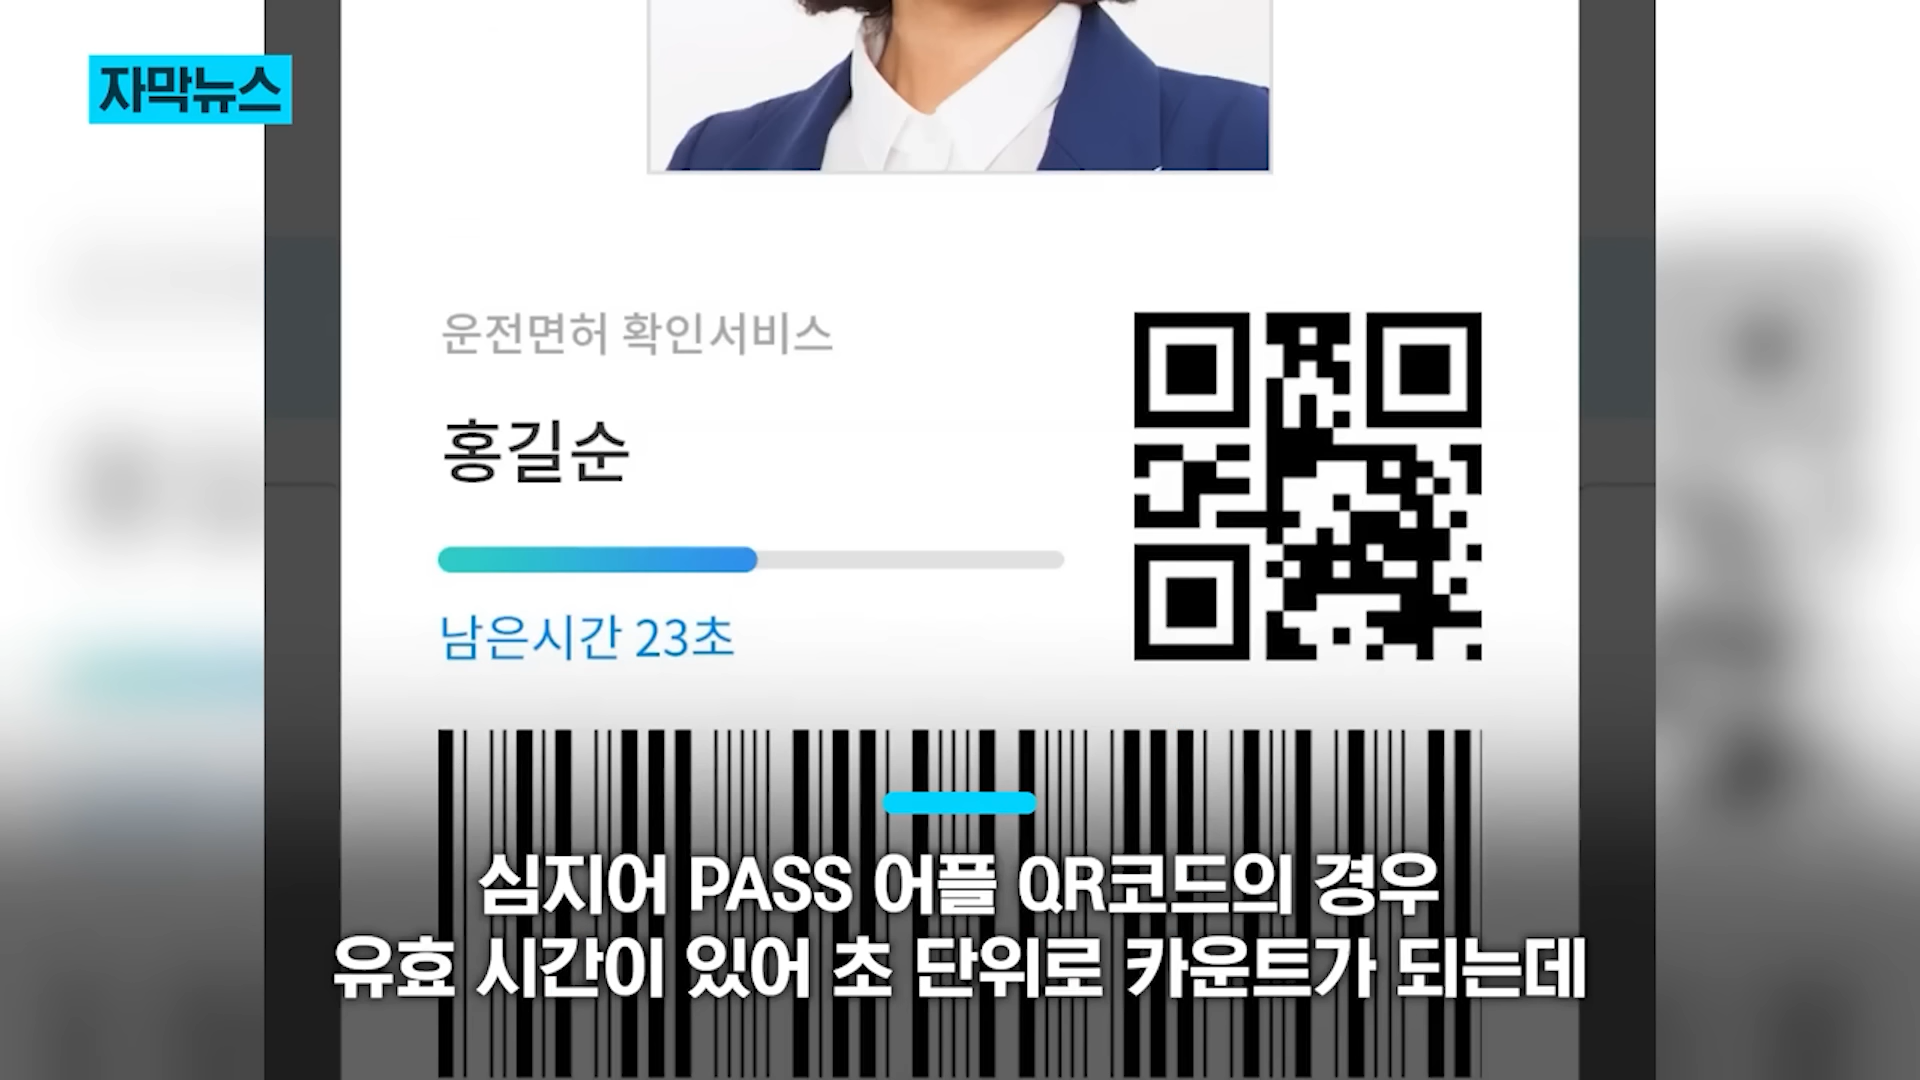 자막뉴스
운전면허 확인서비스
홍길순
남은시간 23초
심지어 PASS 어플 QR코드의 경우
유효 시간이 있어 초 단위로 카운트가 되는데